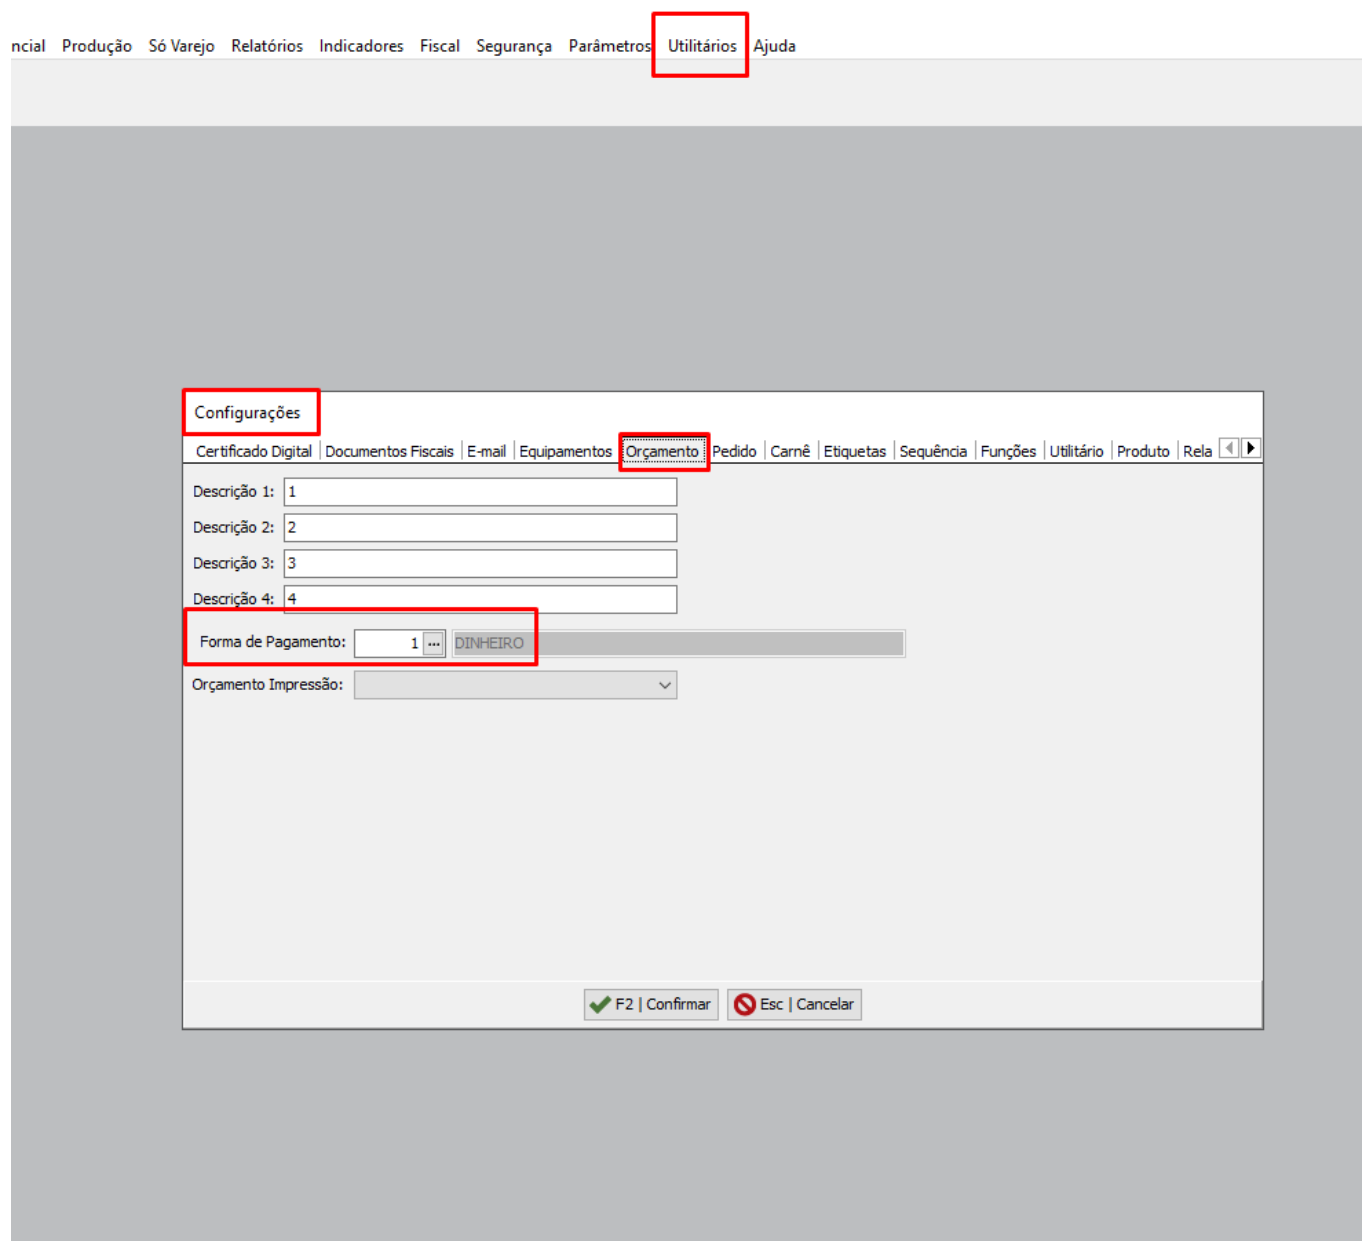 ncial Produção Só Varejo Relatórios Indicadores Fiscal Segurança Parâmetros Utilitários Ajuda
Configurações
Certificado Digital Documentos Fiscais E-mail Equipamentos Orçamento Pedido Carnê Etiquetas Sequência Funções Utilitário Produto Rela
Descrição 1: 1
Descrição 2: 2
Descrição 3: 3
Descrição 4: 4
Forma de Pagamento: 1 ... DINHEIRO
Orçamento Impressão:
F2 | Confirmar Esc | Cancelar